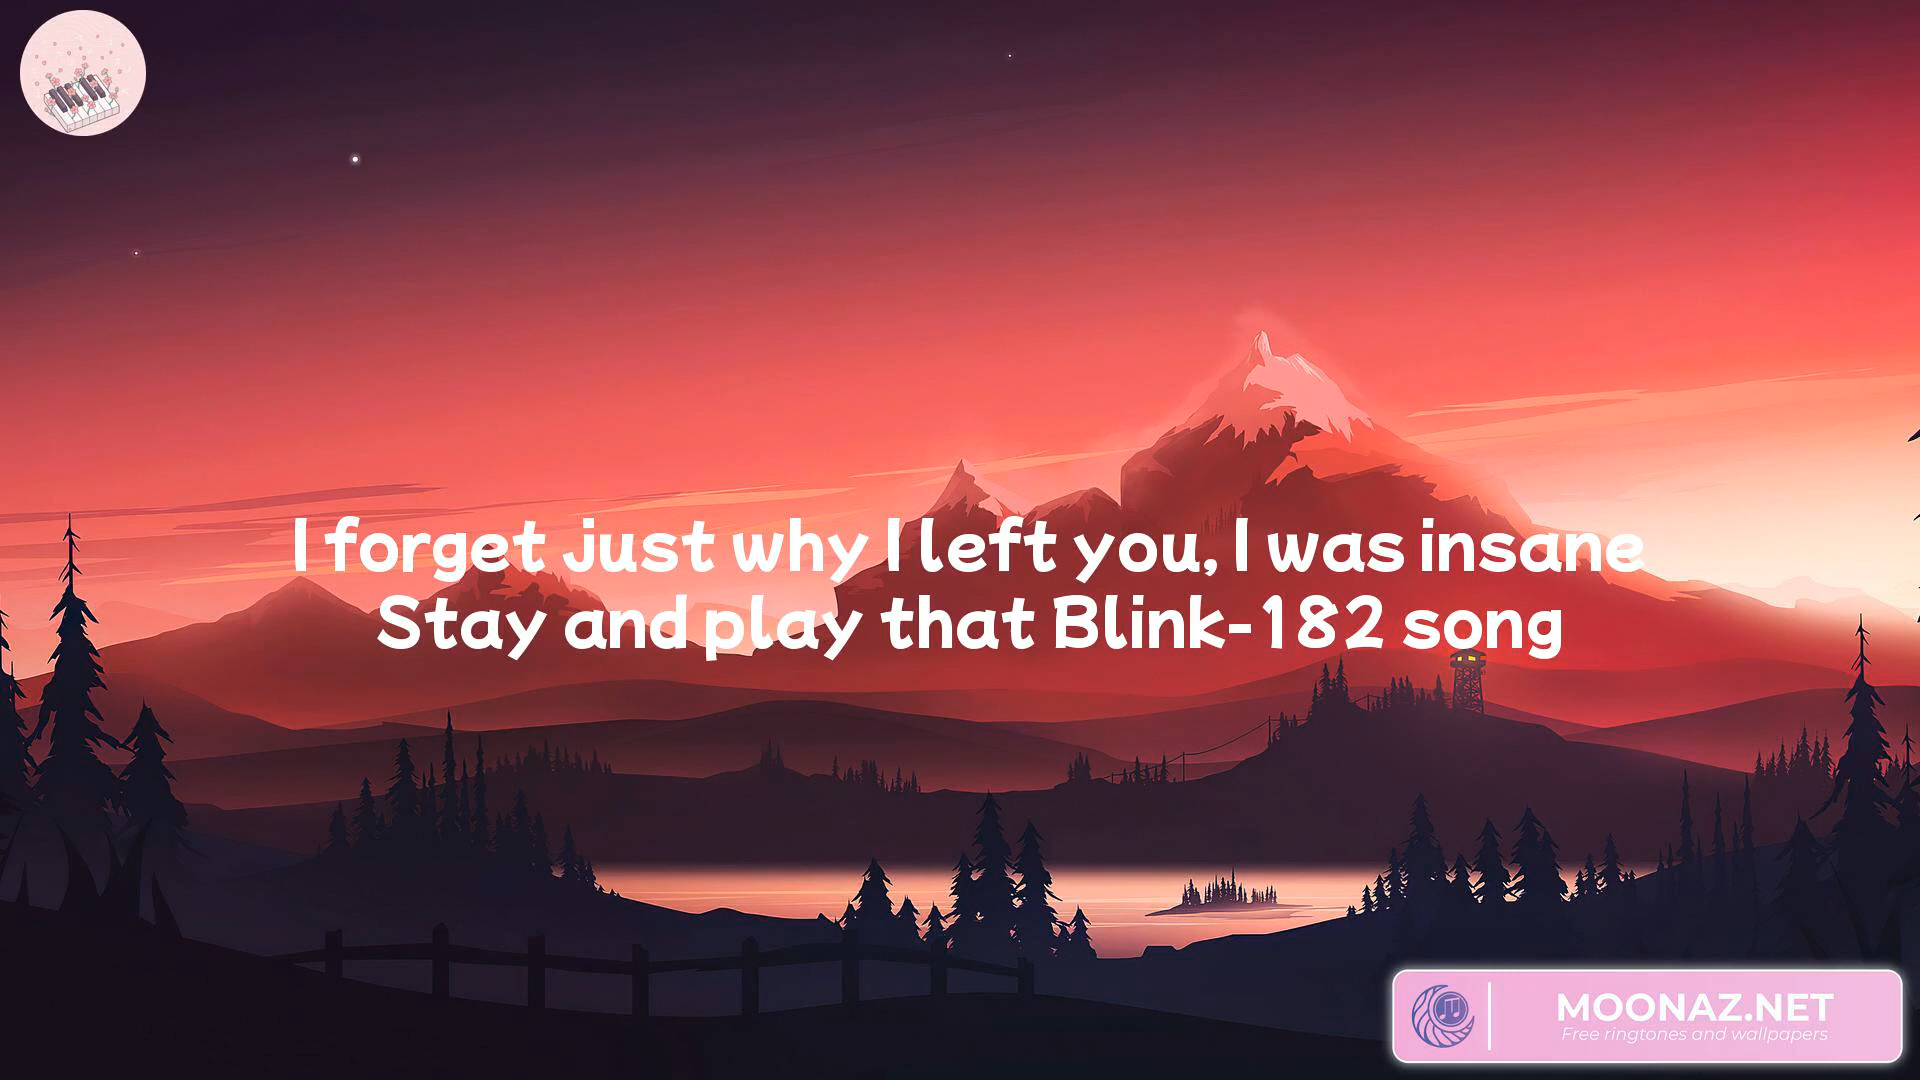 I forget just why I left you, I was insane
Stay and play that Blink-182 song
MOONAZ.NET
Free ringtones and wallpapers